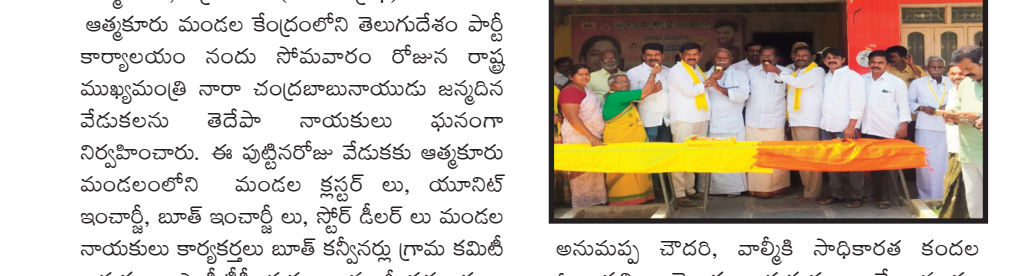 ఆత్మకూరు మండల కేంద్రంలోని తెలుగుదేశం పార్టీ
కార్యాలయం నందు సోమవారం రోజున రాష్ట్ర
ముఖ్యమంత్రి నారా చంద్రబాబునాయుడు జన్మదిన
వేడుకలను తెదేపా నాయకులు ఘనంగా
నిర్వహించారు. ఈ పుట్టినరోజు వేడుకకు ఆత్మకూరు
మండలంలోని మండల క్లస్టర్ లు, యూనిట్
ఇంచార్జీ, బూత్ ఇంచార్జీ లు, స్టోర్ డీలర్ లు మండల
నాయకులు కార్యకర్తలు బూత్ కన్వీనర్లు గ్రామ కమిటీ
అనుమప్ప చౌదరి, వాల్మీకి సాధికారత కందల